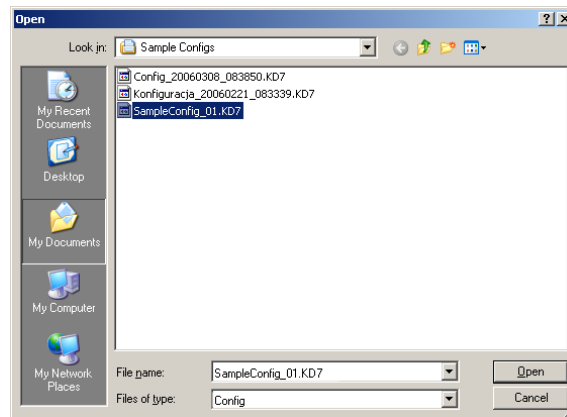 Open
Look in:
Sample Configs
Config_20060308_083850.KD7
Konfiguracja_20060221_083339.KD7
SampleConfig_01.KD7
My Recent
Documents
Desktop
My Documents
My Computer
My Network
Places
File name:
SampleConfig_01.KD7
Open
Files of type:
Config
Cancel